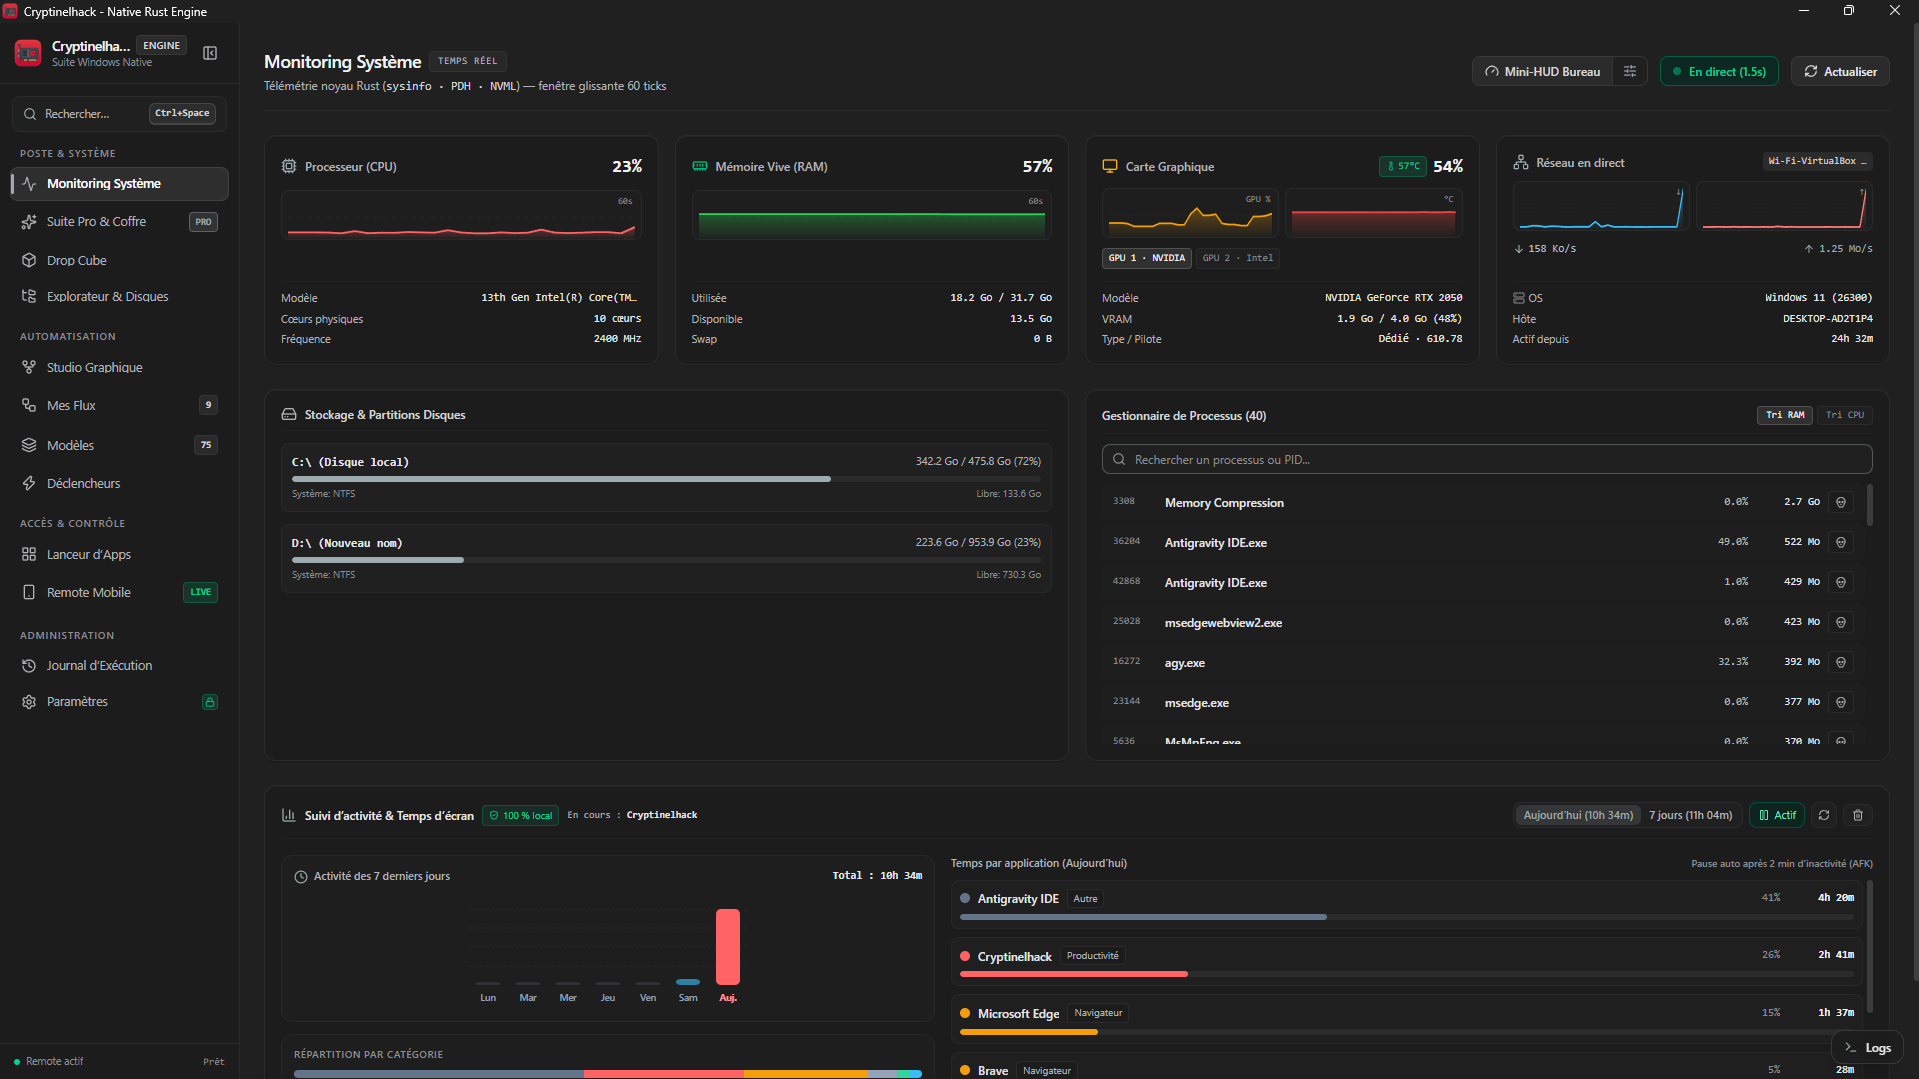 Cryptinelhack - Native Rust Engine
Cryptinelha... ENGINE
Suite Windows Native
Rechercher... Ctrl+Space
POSTE & SYSTÈME
Monitoring Système
Suite Pro & Coffre PRO
Drop Cube
Explorateur & Disques
AUTOMATISATION
Studio Graphique
Mes Flux 9
Modèles 75
Déclencheurs
ACCÈS & CONTRÔLE
Lanceur d'Apps
Remote Mobile LIVE
ADMINISTRATION
Journal d'Exécution
Paramètres
Remote actif Prêt
Monitoring Système TEMPS RÉEL
Télémétrie noyau Rust (sysinfo · PDH · NVML) — fenêtre glissante 60 ticks
Mini-HUD Bureau
En direct (1.5s)
Actualiser
Processeur (CPU) 23%
60s
Modèle 13th Gen Intel(R) Core(TM…
Cœurs physiques 10 cœurs
Fréquence 2400 MHz
Mémoire Vive (RAM) 57%
60s
Utilisée 18.2 Go / 31.7 Go
Disponible 13.5 Go
Swap 0 B
Carte Graphique 57°C 54%
GPU % °C
GPU 1 · NVIDIA GPU 2 · Intel
Modèle NVIDIA GeForce RTX 2050
VRAM 1.9 Go / 4.0 Go (48%)
Type / Pilote Dédié · 610.78
Réseau en direct Wi-Fi-VirtualBox …
↓ ↑
↓ 158 Ko/s ↑ 1.25 Mo/s
OS Windows 11 (26300)
Hôte DESKTOP-AD2T1P4
Actif depuis 24h 32m
Stockage & Partitions Disques
C:\ (Disque local) 342.2 Go / 475.8 Go (72%)
Système: NTFS Libre: 133.6 Go
D:\ (Nouveau nom) 223.6 Go / 953.9 Go (23%)
Système: NTFS Libre: 730.3 Go
Gestionnaire de Processus (40) Tri RAM Tri CPU
Rechercher un processus ou PID...
3308 Memory Compression 0.0% 2.7 Go
36204 Antigravity IDE.exe 49.0% 522 Mo
42868 Antigravity IDE.exe 1.0% 429 Mo
25028 msedgewebview2.exe 0.0% 423 Mo
16272 agy.exe 32.3% 392 Mo
23144 msedge.exe 0.0% 377 Mo
5636 MsMpEng.exe 0.0% 370 Mo
Suivi d'activité & Temps d'écran 100 % local En cours : Cryptinelhack
Aujourd'hui (10h 34m) 7 jours (11h 04m) Actif
Activité des 7 derniers jours Total : 10h 34m
Lun Mar Mer Jeu Ven Sam Auj.
RÉPARTITION PAR CATÉGORIE
Temps par application (Aujourd'hui) Pause auto après 2 min d'inactivité (AFK)
Antigravity IDE Autre 41% 4h 20m
Cryptinelhack Productivité 26% 2h 41m
Microsoft Edge Navigateur 15% 1h 37m
Brave Navigateur 5% 28m
Logs